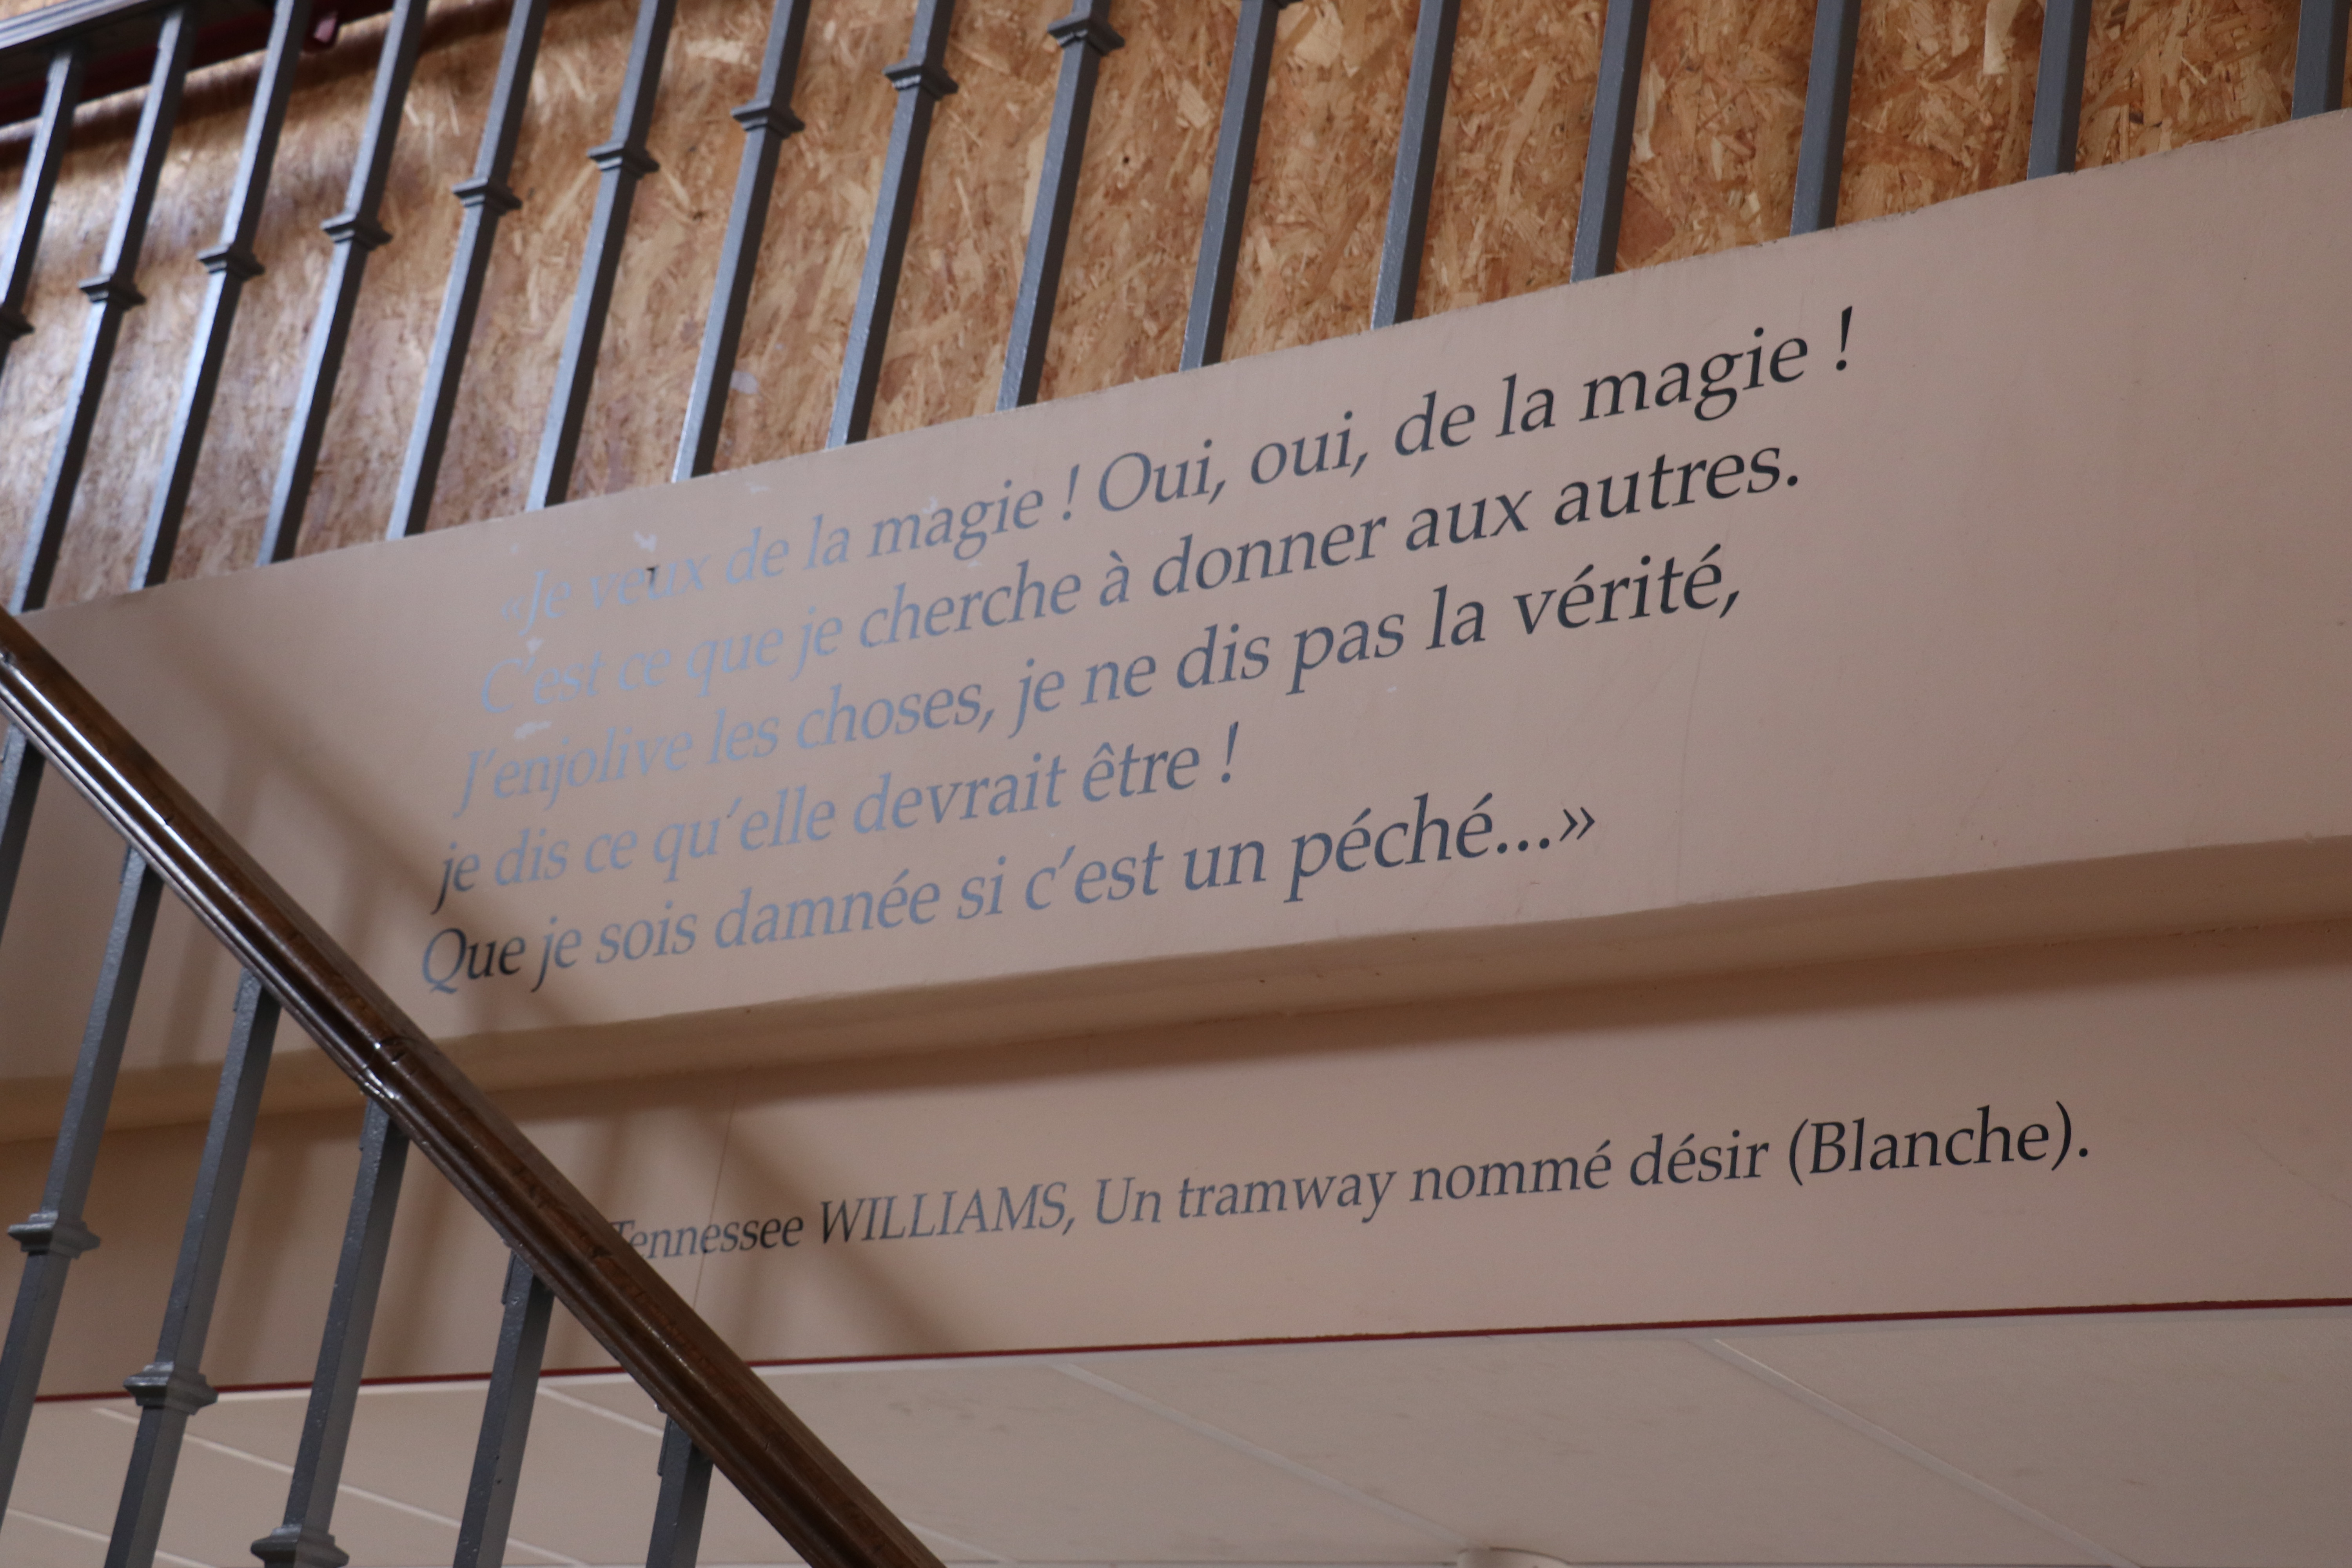 «Je veux de la magie ! Oui, oui, de la magie !
C'est ce que je cherche à donner aux autres.
J'enjolive les choses, je ne dis pas la vérité,
je dis ce qu'elle devrait être !
Que je sois damnée si c'est un péché...»
Tennessee WILLIAMS, Un tramway nommé désir (Blanche).